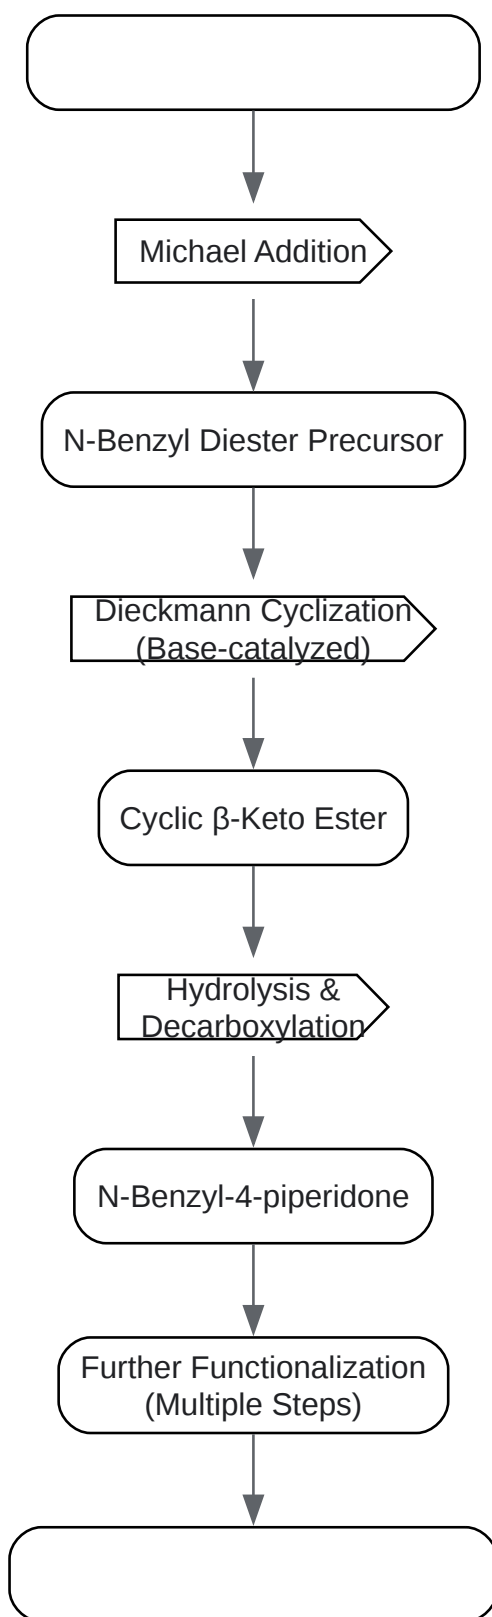 Michael Addition
N-Benzyl Diester Precursor
Dieckmann Cyclization
(Base-catalyzed)
Cyclic β-Keto Ester
Hydrolysis &
Decarboxylation
N-Benzyl-4-piperidone
Further Functionalization
(Multiple Steps)